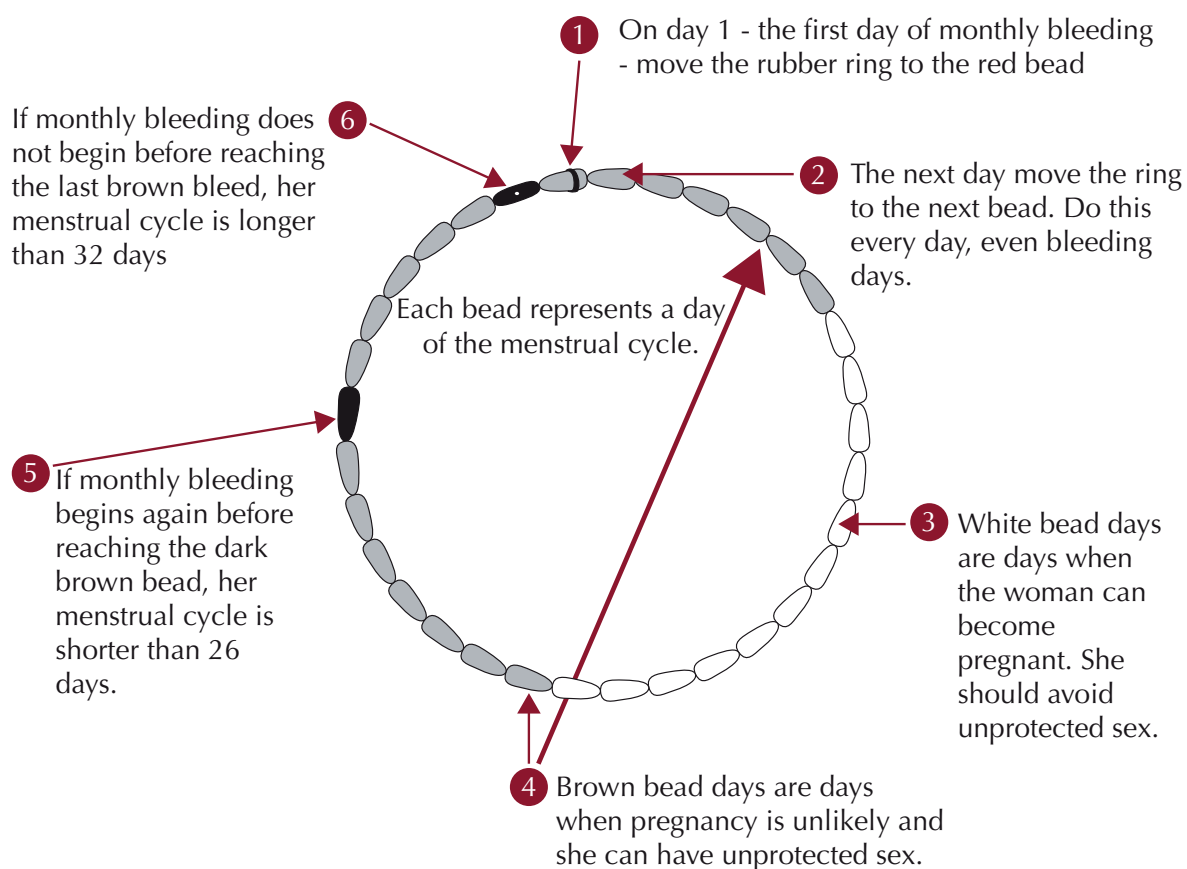 1
On day 1 - the first day of monthly bleeding
- move the rubber ring to the red bead
6
If monthly bleeding does
not begin before reaching
the last brown bleed, her
menstrual cycle is longer
than 32 days
2
The next day move the ring
to the next bead. Do this
every day, even bleeding
days.
Each bead represents a day
of the menstrual cycle.
5
If monthly bleeding
begins again before
reaching the dark
brown bead, her
menstrual cycle is
shorter than 26
days.
3
White bead days
are days when
the woman can
become
pregnant. She
should avoid
unprotected sex.
4
Brown bead days are days
when pregnancy is unlikely and
she can have unprotected sex.